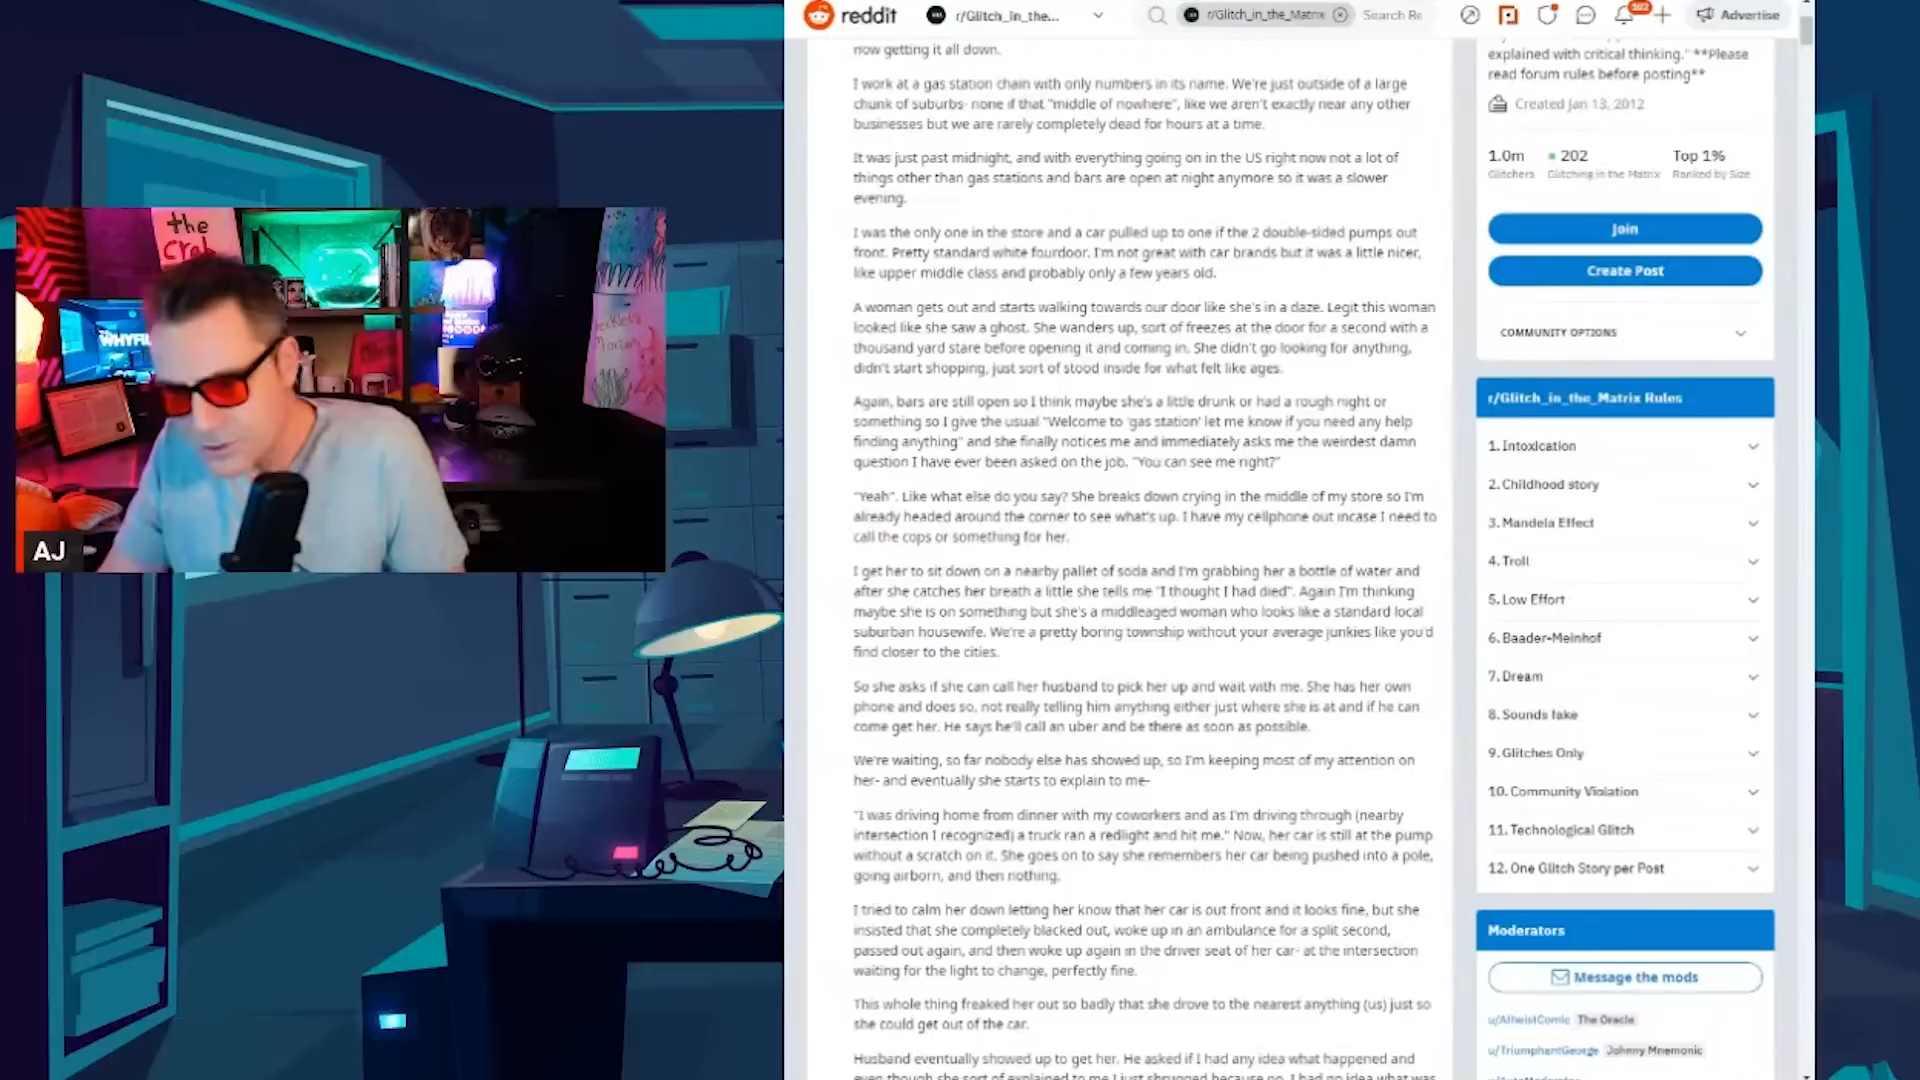 reddit
r/Glitch_in_the...
r/Glitch_in_the_Matrix
Search Re
102
Advertise
now getting it all down.
I work at a gas station chain with only numbers in its name. We're just outside of a large
chunk of suburbs- none if that "middle of nowhere", like we aren't exactly near any other
businesses but we are rarely completely dead for hours at a time.
It was just past midnight, and with everything going on in the US right now not a lot of
things other than gas stations and bars are open at night anymore so it was a slower
evening.
I was the only one in the store and a car pulled up to one if the 2 double-sided pumps out
front. Pretty standard white fourdoor. I'm not great with car brands but it was a little nicer,
like upper middle class and probably only a few years old.
A woman gets out and starts walking towards our door like she's in a daze. Legit this woman
looked like she saw a ghost. She wanders up, sort of freezes at the door for a second with a
thousand yard stare before opening it and coming in. She didn't go looking for anything,
didn't start shopping, just sort of stood inside for what felt like ages.
Again, bars are still open so I think maybe she's a little drunk or had a rough night or
something so I give the usual "Welcome to 'gas station' let me know if you need any help
finding anything" and she finally notices me and immediately asks me the weirdest damn
question I have ever been asked on the job. "You can see me right?"
"Yeah". Like what else do you say? She breaks down crying in the middle of my store so I'm
already headed around the corner to see what's up. I have my cellphone out incase I need to
call the cops or something for her.
I get her to sit down on a nearby pallet of soda and I'm grabbing her a bottle of water and
after she catches her breath a little she tells me "I thought I had died". Again I'm thinking
maybe she is on something but she's a middleaged woman who looks like a standard local
suburban housewife. We're a pretty boring township without your average junkies like you'd
find closer to the cities.
So she asks if she can call her husband to pick her up and wait with me. She has her own
phone and does so, not really telling him anything either just where she is at and if he can
come get her. He says he'll call an uber and be there as soon as possible.
We're waiting, so far nobody else has showed up, so I'm keeping most of my attention on
her- and eventually she starts to explain to me-
"I was driving home from dinner with my coworkers and as I'm driving through (nearby
intersection I recognized) a truck ran a redlight and hit me." Now, her car is still at the pump
without a scratch on it. She goes on to say she remembers her car being pushed into a pole,
going airborn, and then nothing.
I tried to calm her down letting her know that her car is out front and it looks fine, but she
insisted that she completely blacked out, woke up in an ambulance for a split second,
passed out again, and then woke up again in the driver seat of her car- at the intersection
waiting for the light to change, perfectly fine.
This whole thing freaked her out so badly that she drove to the nearest anything (us) just so
she could get out of the car.
Husband eventually showed up to get her. He asked if I had any idea what happened and
even though she sort of explained to me I just shrugged because no, I had no idea what was
explained with critical thinking." **Please
read forum rules before posting**
Created Jan 13, 2012
1.0m 202 Top 1%
Glitchers Glitching in the Matrix Ranked by Size
Join
Create Post
COMMUNITY OPTIONS
r/Glitch_in_the_Matrix Rules
1. Intoxication
2. Childhood story
3. Mandela Effect
4. Troll
5. Low Effort
6. Baader-Meinhof
7. Dream
8. Sounds fake
9. Glitches Only
10. Community Violation
11. Technological Glitch
12. One Glitch Story per Post
Moderators
Message the mods
u/AtheistComic The Oracle
u/TriumphantGeorge Johnny Mnemonic
the
Crab
WHYFIL
AJ